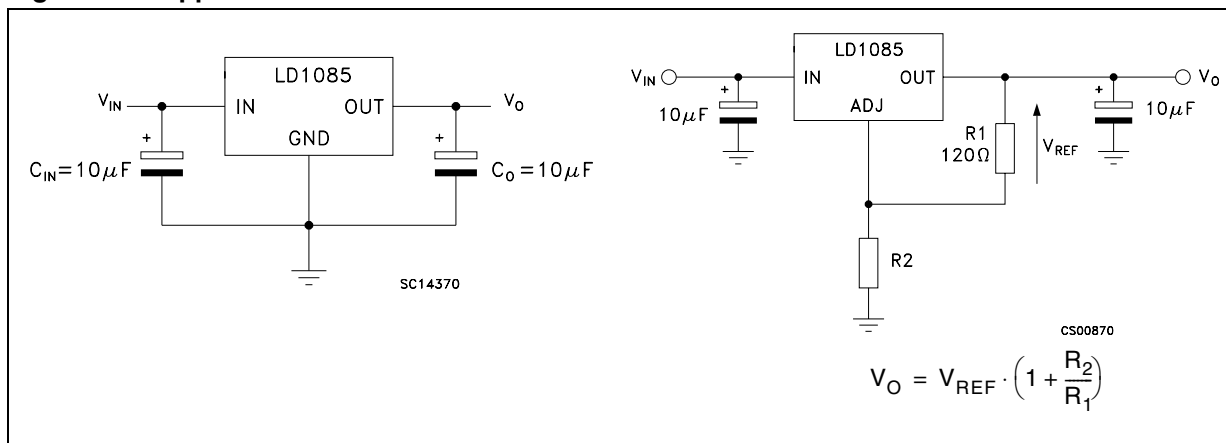 LD1085
V_IN
IN
OUT
V_O
GND
+
+
C_IN=10μF
C_O=10μF
SC14370
LD1085
V_IN
IN
OUT
V_O
+
+
10μF
ADJ
R1
120Ω
V_REF
10μF
R2
CS00870
V_O = V_REF · (1 + R_2/R_1)